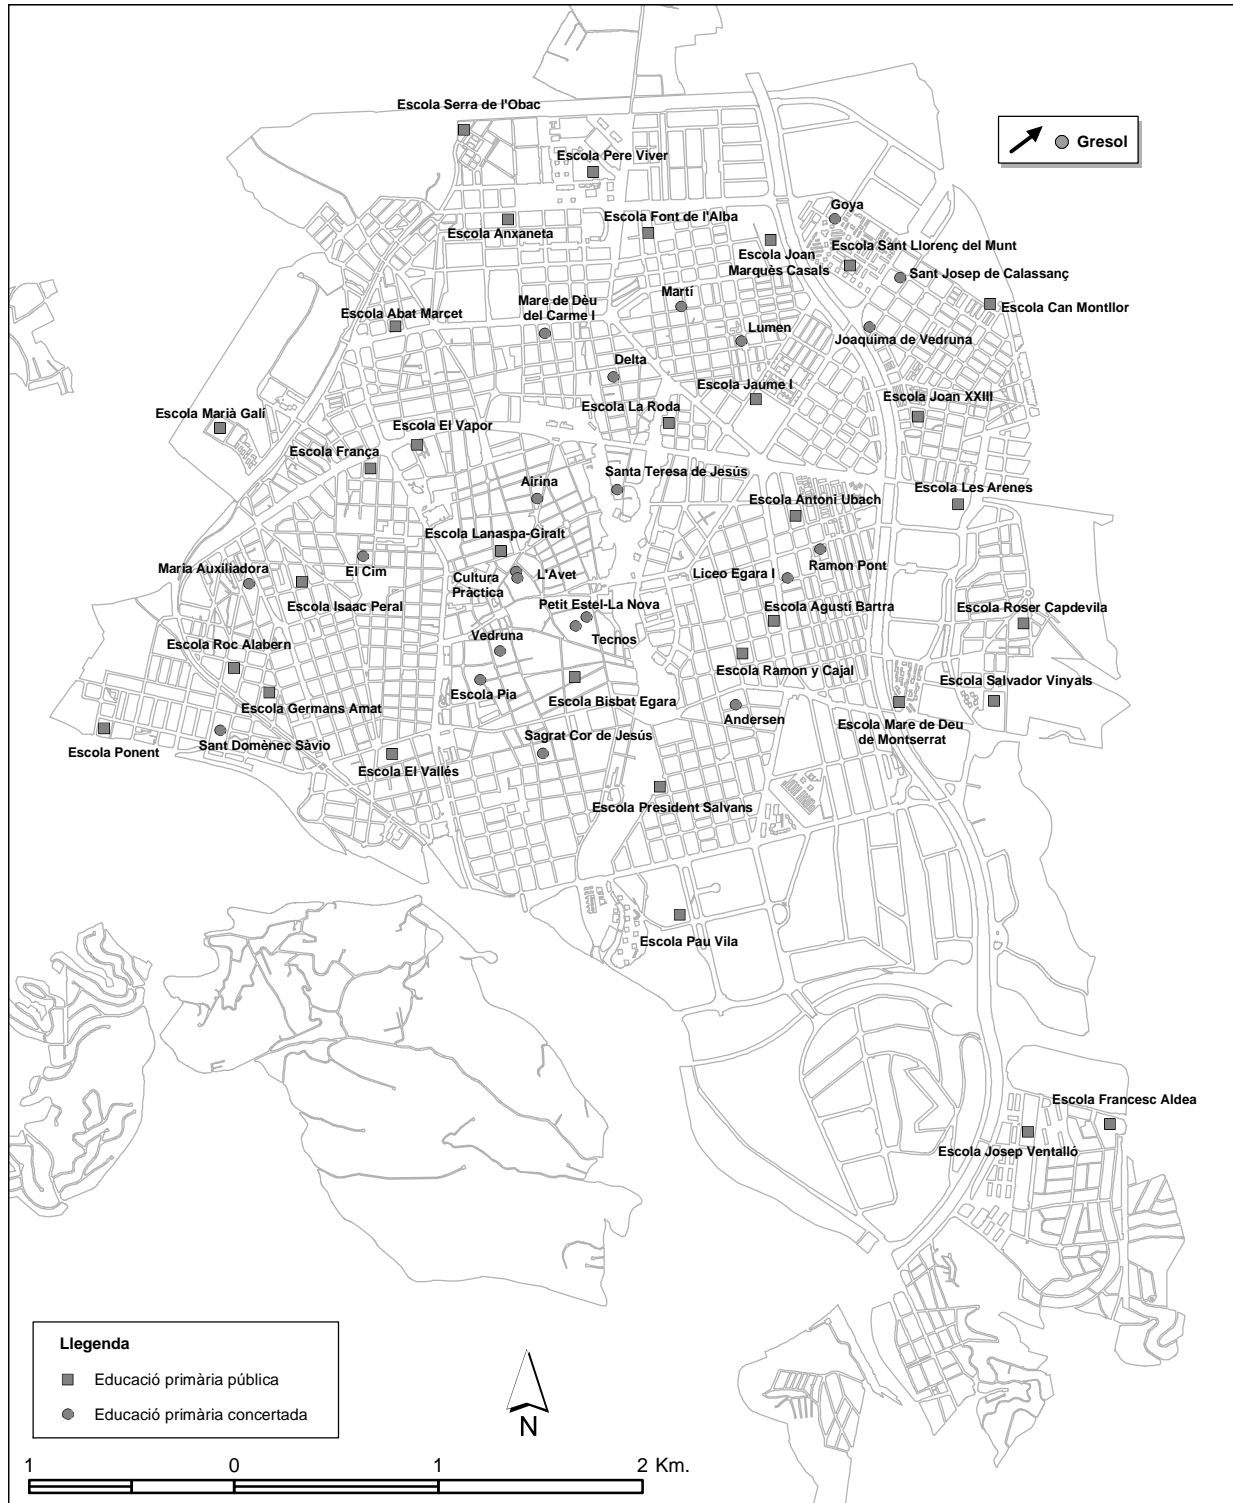 Escola Serra de l'Obac
Gresol
Escola Pere Viver
Goya
Escola Font de l'Alba
Escola Anxaneta
Escola Sant Llorenç del Munt
Escola Joan
Marquès Casals
Sant Josep de Calassanç
Martí
Mare de Dèu
del Carme I
Escola Can Montllor
Escola Abat Marcet
Lumen
Joaquima de Vedruna
Delta
Escola Jaume I
Escola Joan XXIII
Escola La Roda
Escola Marià Galí
Escola El Vapor
Escola França
Santa Teresa de Jesús
Airina
Escola Les Arenes
Escola Antoni Ubach
Escola Lanaspa-Giralt
Ramon Pont
María Auxiliadora
El Cim
Cultura
Pràctica
L'Avet
Liceo Egara I
Escola Isaac Peral
Petit Estel-La Nova
Escola Agustí Bartra
Escola Roser Capdevila
Vedruna
Tecnos
Escola Roc Alabern
Escola Ramon y Cajal
Escola Salvador Vinyals
Escola Pia
Escola Bisbat Egara
Escola Germans Amat
Andersen
Escola Mare de Deu
de Montserrat
Sagrat Cor de Jesús
Sant Domènec Sàvio
Escola Ponent
Escola El Vallés
Escola President Salvans
Escola Pau Vila
Escola Francesc Aldea
Escola Josep Ventalló
Llegenda
Educació primària pública
Educació primària concertada
N
1 0 1 2 Km.